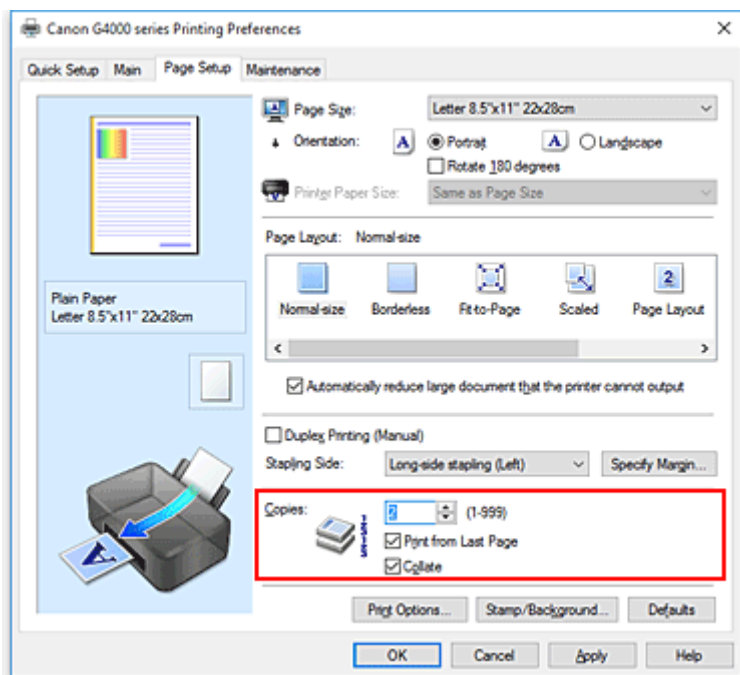 Canon G4000 series Printing Preferences
Quick Setup Main Page Setup Maintenance
Page Size: Letter 8.5"x11" 22x28cm
Orientation: A Portrait A Landscape
Rotate 180 degrees
Printer Paper Size: Same as Page Size
Page Layout: Normal-size
2
Normal-size Borderless Fit-to-Page Scaled Page Layout
Plain Paper
Letter 8.5"x11" 22x28cm
Automatically reduce large document that the printer cannot output
Duplex Printing (Manual)
Stapling Side: Long-side stapling (Left) Specify Margin...
Copies: 2 (1-999)
Print from Last Page
Collate
A
Print Options... Stamp/Background... Defaults
OK Cancel Apply Help